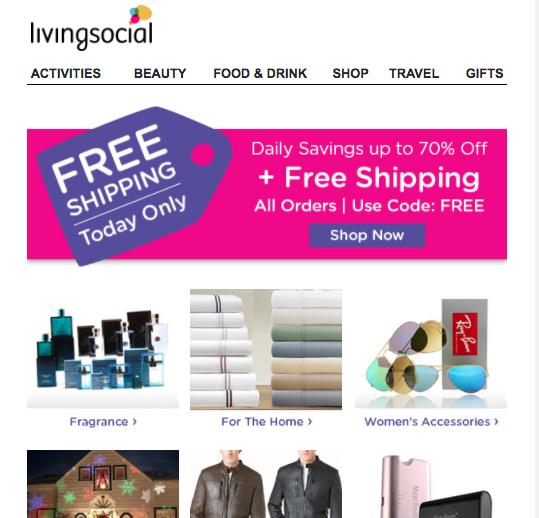 livingsocial
ACTIVITIES BEAUTY FOOD & DRINK SHOP TRAVEL GIFTS
FREE
SHIPPING
Today Only
Daily Savings up to 70% Off
+ Free Shipping
All Orders | Use Code: FREE
Shop Now
Ray-Ban
Fragrance ›
For The Home ›
Women's Accessories ›